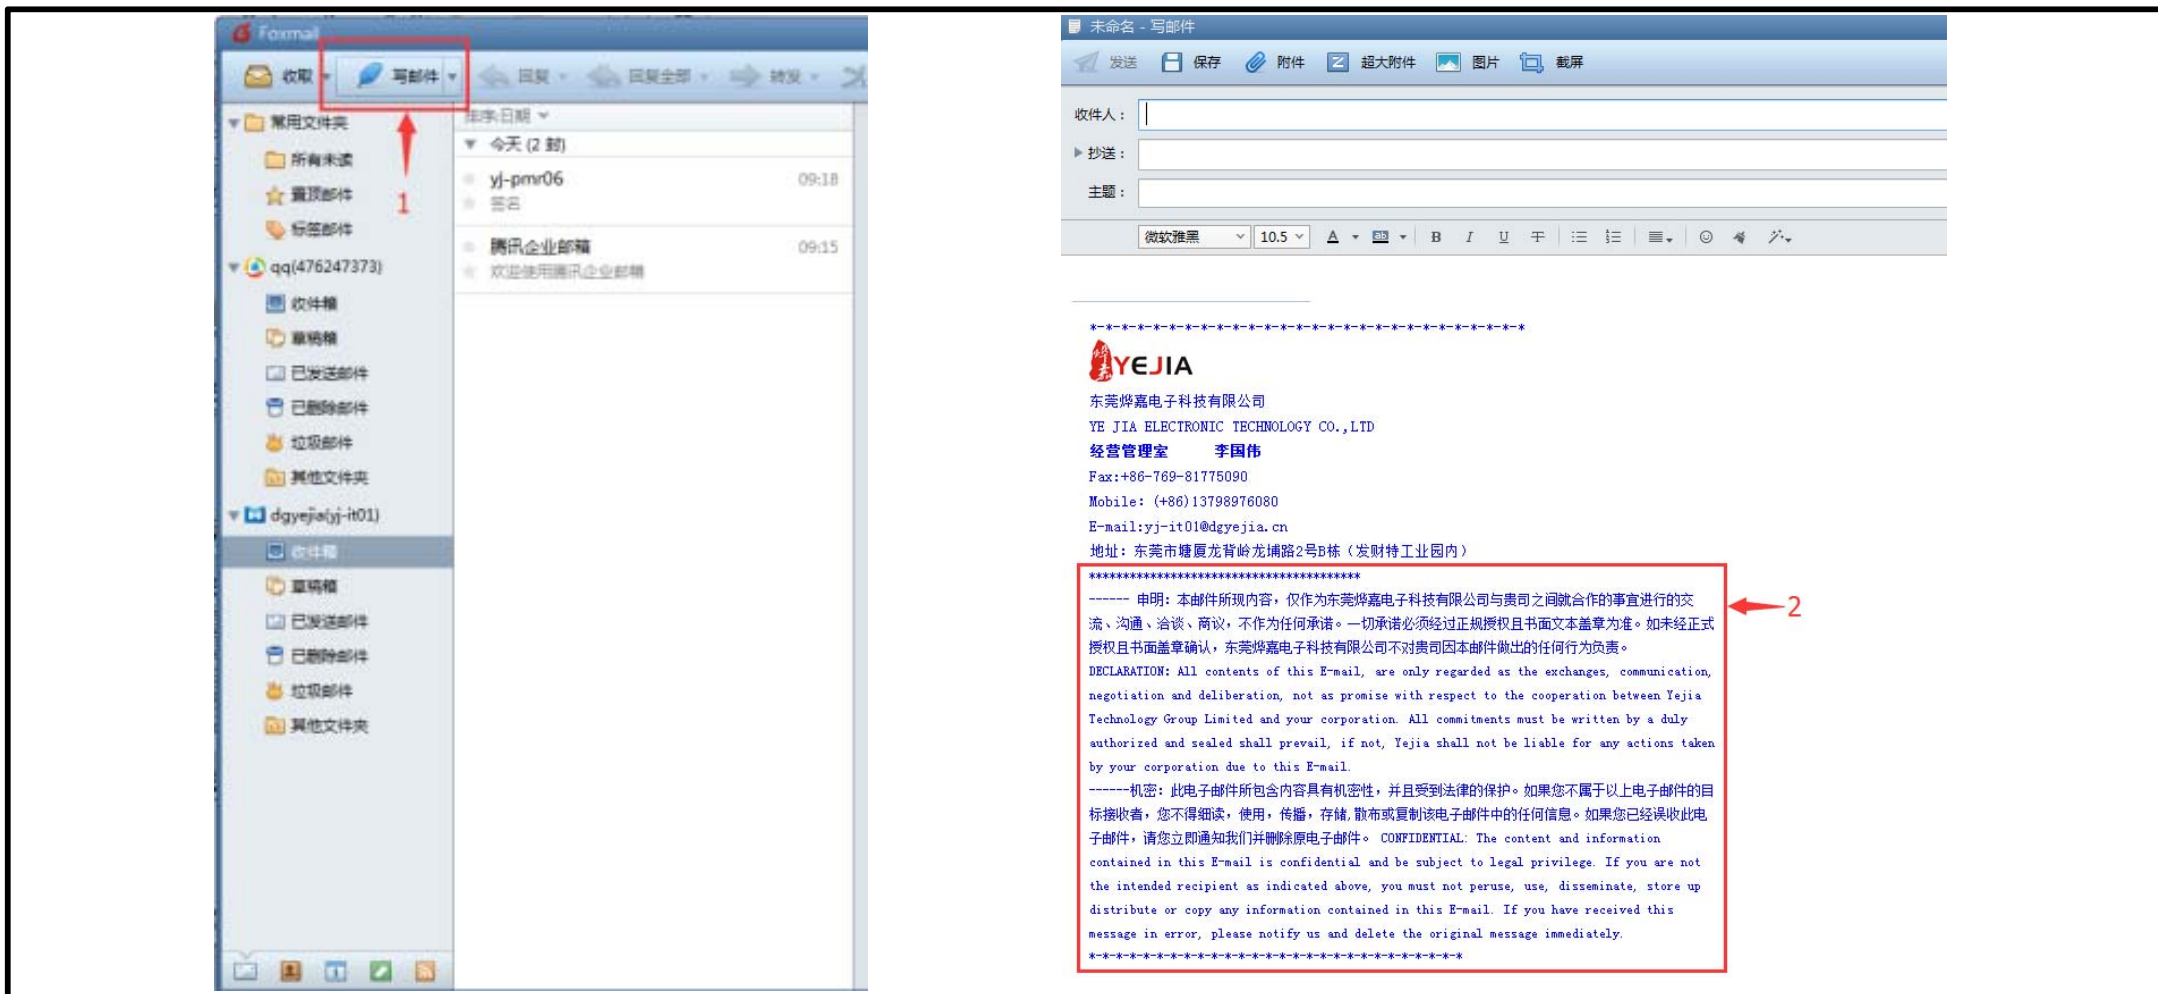 Foxmail
收取
写邮件
回复
回复全部
转发
常用文件夹
所有未读
置顶邮件
标签邮件
qq(476247373)
收件箱
草稿箱
已发送邮件
已删除邮件
垃圾邮件
其他文件夹
dgyejia(yj-it01)
收件箱
草稿箱
已发送邮件
已删除邮件
垃圾邮件
其他文件夹
1
排序:日期
今天 (2 封)
yj-pmr06 09:18
签名
腾讯企业邮箱 09:15
欢迎使用腾讯企业邮箱
未命名 - 写邮件
发送 保存 附件 超大附件 图片 截屏
收件人：
抄送：
主题：
微软雅黑 10.5 A ab B I U
*-*-*-*-*-*-*-*-*-*-*-*-*-*-*-*-*-*-*-*-*-*-*-*-*-*-*-*
烨嘉 YEJIA
东莞烨嘉电子科技有限公司
YE JIA ELECTRONIC TECHNOLOGY CO.,LTD
经营管理室 李国伟
Fax:+86-769-81775090
Mobile: (+86)13798976080
E-mail:yj-it01@dgyejia.cn
地址: 东莞市塘厦龙背岭龙埔路2号B栋（发财特工业园内）
****************************************
------ 申明: 本邮件所现内容, 仅作为东莞烨嘉电子科技有限公司与贵司之间就合作的事宜进行的交
流、沟通、洽谈、商议, 不作为任何承诺。一切承诺必须经过正规授权且书面文本盖章为准。如未经正式
授权且书面盖章确认, 东莞烨嘉电子科技有限公司不对贵司因本邮件做出的任何行为负责。
DECLARATION: All contents of this E-mail, are only regarded as the exchanges, communication,
negotiation and deliberation, not as promise with respect to the cooperation between Yejia
Technology Group Limited and your corporation. All commitments must be written by a duly
authorized and sealed shall prevail, if not, Yejia shall not be liable for any actions taken
by your corporation due to this E-mail.
------机密: 此电子邮件所包含内容具有机密性, 并且受到法律的保护。如果您不属于以上电子邮件的目
标接收者, 您不得细读, 使用, 传播, 存储,散布或复制该电子邮件中的任何信息。如果您已经误收此电
子邮件, 请您立即通知我们并删除原电子邮件。 CONFIDENTIAL: The content and information
contained in this E-mail is confidential and be subject to legal privilege. If you are not
the intended recipient as indicated above, you must not peruse, use, disseminate, store up
distribute or copy any information contained in this E-mail. If you have received this
message in error, please notify us and delete the original message immediately.
*-*-*-*-*-*-*-*-*-*-*-*-*-*-*-*-*-*-*-*-*-*-*-*-*-*-*-*
2